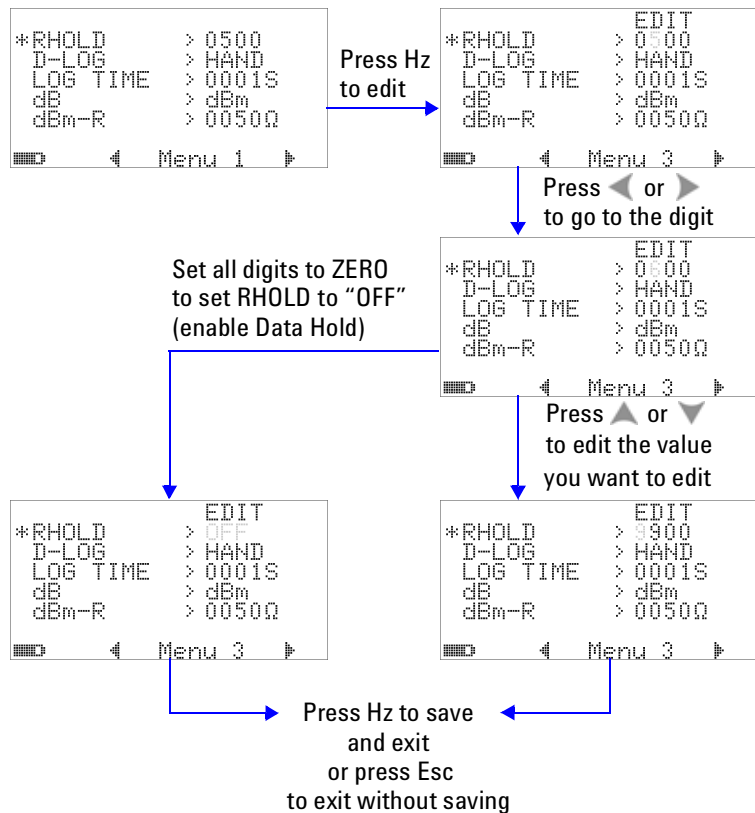 *RHOLD > 0500
D-LOG > HAND
LOG TIME > 0001S
dB > dBm
dBm-R > 0050Ω
Menu 1
Press Hz
to edit
EDIT
*RHOLD > 0500
D-LOG > HAND
LOG TIME > 0001S
dB > dBm
dBm-R > 0050Ω
Menu 3
Press ◀ or ▶
to go to the digit
EDIT
*RHOLD > 0600
D-LOG > HAND
LOG TIME > 0001S
dB > dBm
dBm-R > 0050Ω
Menu 3
Set all digits to ZERO
to set RHOLD to “OFF”
(enable Data Hold)
Press ▲ or ▼
to edit the value
you want to edit
EDIT
*RHOLD > OFF
D-LOG > HAND
LOG TIME > 0001S
dB > dBm
dBm-R > 0050Ω
Menu 3
EDIT
*RHOLD > 9900
D-LOG > HAND
LOG TIME > 0001S
dB > dBm
dBm-R > 0050Ω
Menu 3
Press Hz to save
and exit
or press Esc
to exit without saving